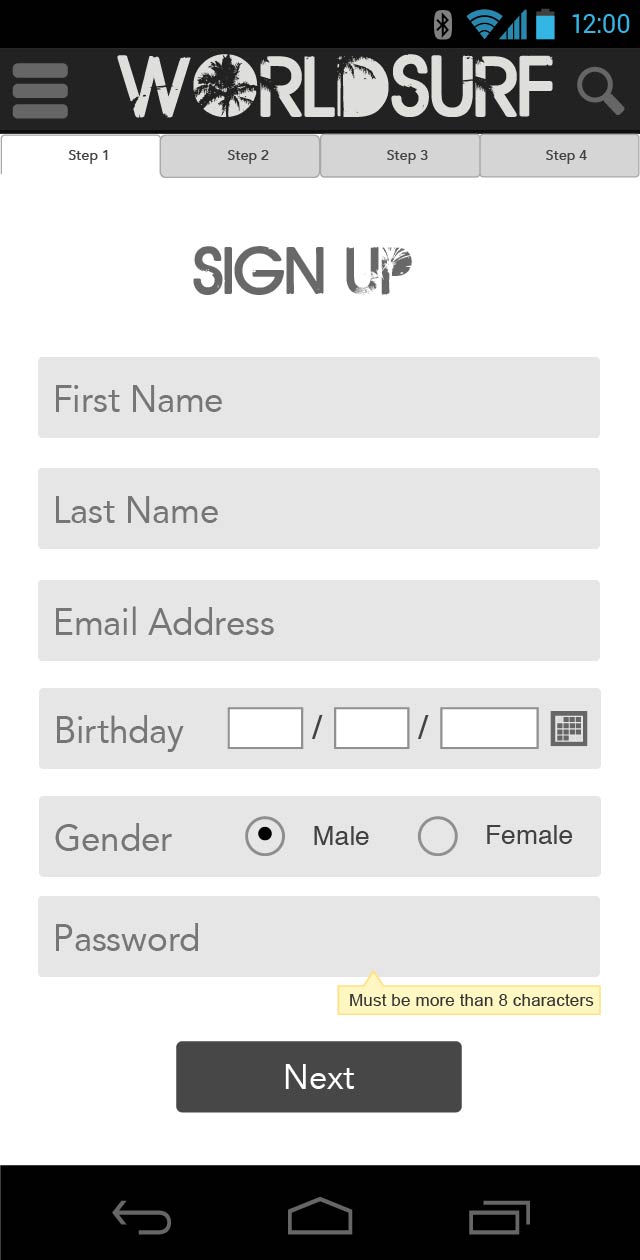 12:00
WORLDSURF
Step 1 Step 2 Step 3 Step 4
SIGN UP
First Name
Last Name
Email Address
Birthday / /
Gender Male Female
Password
Must be more than 8 characters
Next